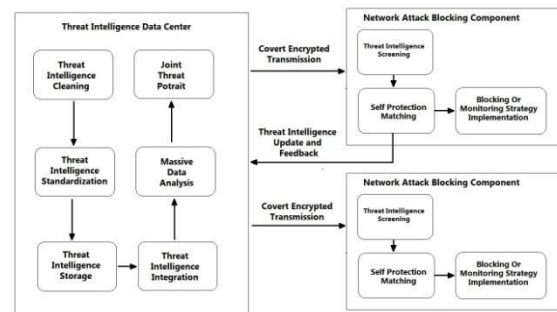 Threat Intelligence Data Center
Threat
Intelligence
Cleaning
Joint
Threat
Potrait
Threat
Intelligence
Standardization
Massive
Data
Analysis
Threat
Intelligence
Storage
Threat
Intelligence
Integration
Covert Encrypted
Transmission
Threat Intelligence
Update and
Feedback
Covert Encrypted
Transmission
Network Attack Blocking Component
Threat Intelligence
Screening
Self Protection
Matching
Blocking Or
Monitoring Strategy
Implementation
Network Attack Blocking Component
Threat Intelligence
Screening
Self Protection
Matching
Blocking Or
Monitoring Strategy
Implementation